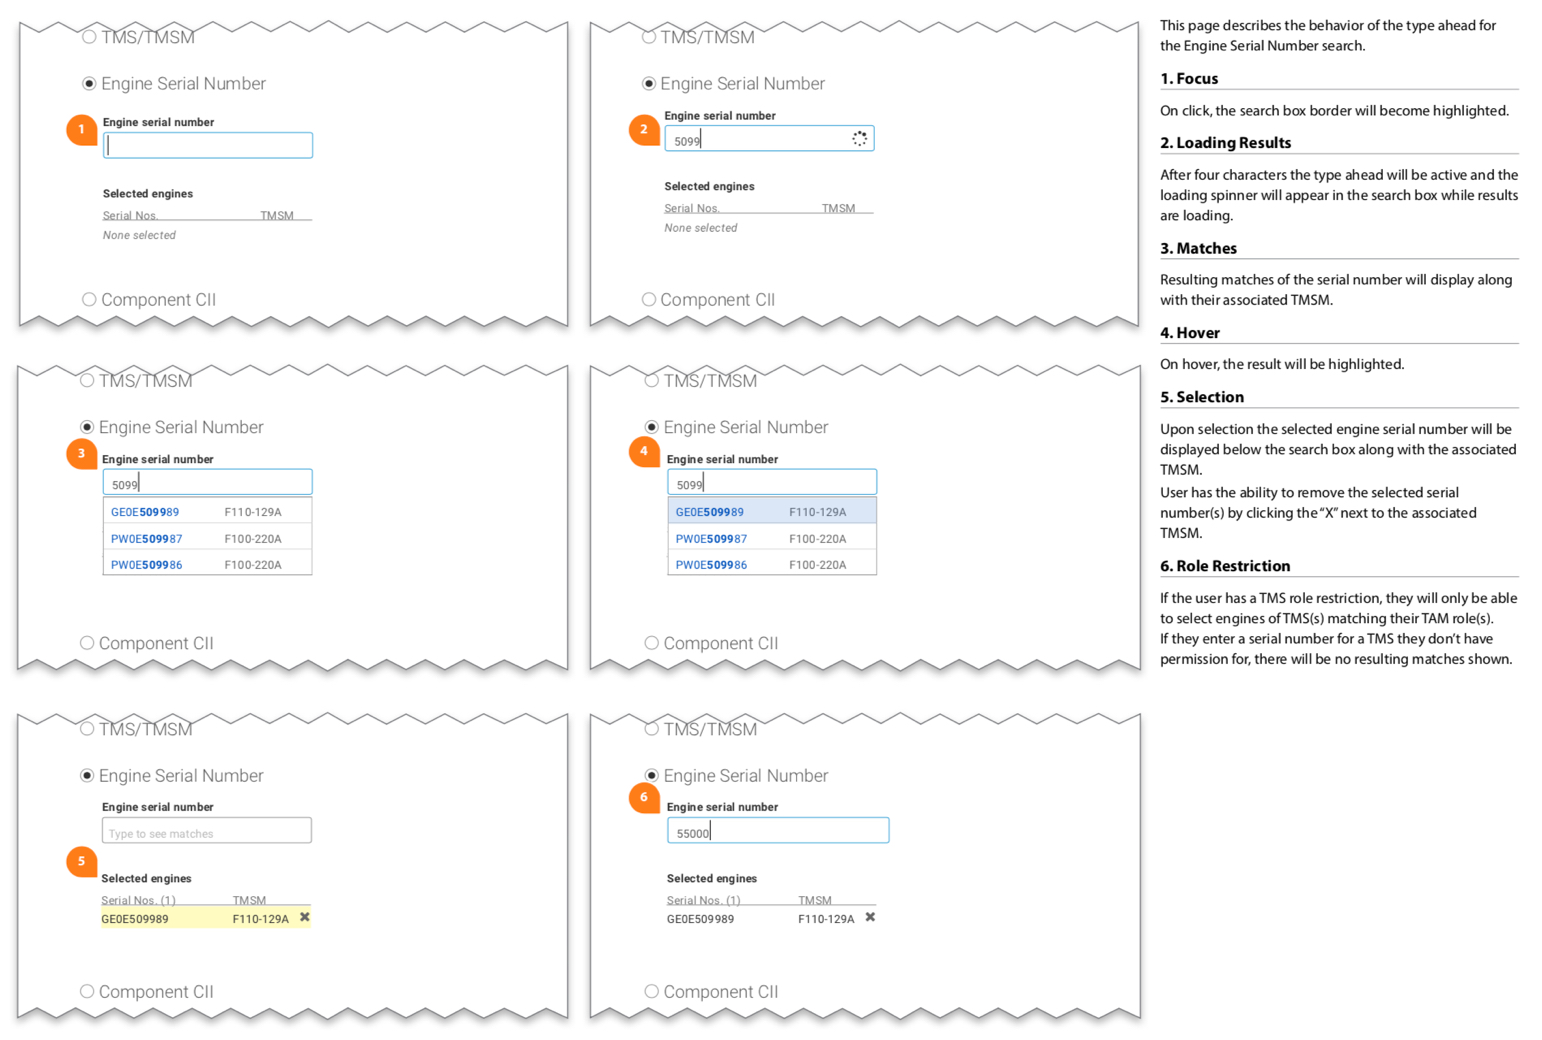 TMS/TMSM
Engine Serial Number
1
Engine serial number
Selected engines
Serial Nos. TMSM
None selected
Component CII
TMS/TMSM
Engine Serial Number
2
Engine serial number
5099
Selected engines
Serial Nos. TMSM
None selected
Component CII
TMS/TMSM
Engine Serial Number
3
Engine serial number
5099
GE0E509989 F110-129A
PW0E509987 F100-220A
PW0E509986 F100-220A
Component CII
TMS/TMSM
Engine Serial Number
4
Engine serial number
5099
GE0E509989 F110-129A
PW0E509987 F100-220A
PW0E509986 F100-220A
Component CII
TMS/TMSM
Engine Serial Number
Engine serial number
Type to see matches
5
Selected engines
Serial Nos. (1) TMSM
GE0E509989 F110-129A ✖
Component CII
TMS/TMSM
Engine Serial Number
6
Engine serial number
55000
Selected engines
Serial Nos. (1) TMSM
GE0E509989 F110-129A ✖
Component CII
This page describes the behavior of the type ahead for
the Engine Serial Number search.
1. Focus
On click, the search box border will become highlighted.
2. Loading Results
After four characters the type ahead will be active and the
loading spinner will appear in the search box while results
are loading.
3. Matches
Resulting matches of the serial number will display along
with their associated TMSM.
4. Hover
On hover, the result will be highlighted.
5. Selection
Upon selection the selected engine serial number will be
displayed below the search box along with the associated
TMSM.
User has the ability to remove the selected serial
number(s) by clicking the “X” next to the associated
TMSM.
6. Role Restriction
If the user has a TMS role restriction, they will only be able
to select engines of TMS(s) matching their TAM role(s).
If they enter a serial number for a TMS they don’t have
permission for, there will be no resulting matches shown.